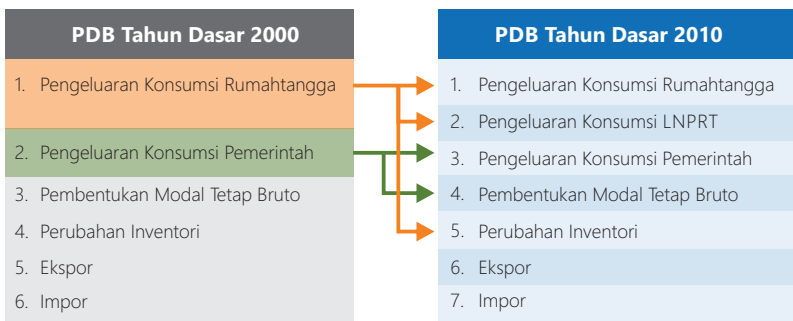 PDB Tahun Dasar 2000
1. Pengeluaran Konsumsi Rumahtangga
2. Pengeluaran Konsumsi Pemerintah
3. Pembentukan Modal Tetap Bruto
4. Perubahan Inventori
5. Ekspor
6. Impor
PDB Tahun Dasar 2010
1. Pengeluaran Konsumsi Rumahtangga
2. Pengeluaran Konsumsi LNPRT
3. Pengeluaran Konsumsi Pemerintah
4. Pembentukan Modal Tetap Bruto
5. Perubahan Inventori
6. Ekspor
7. Impor